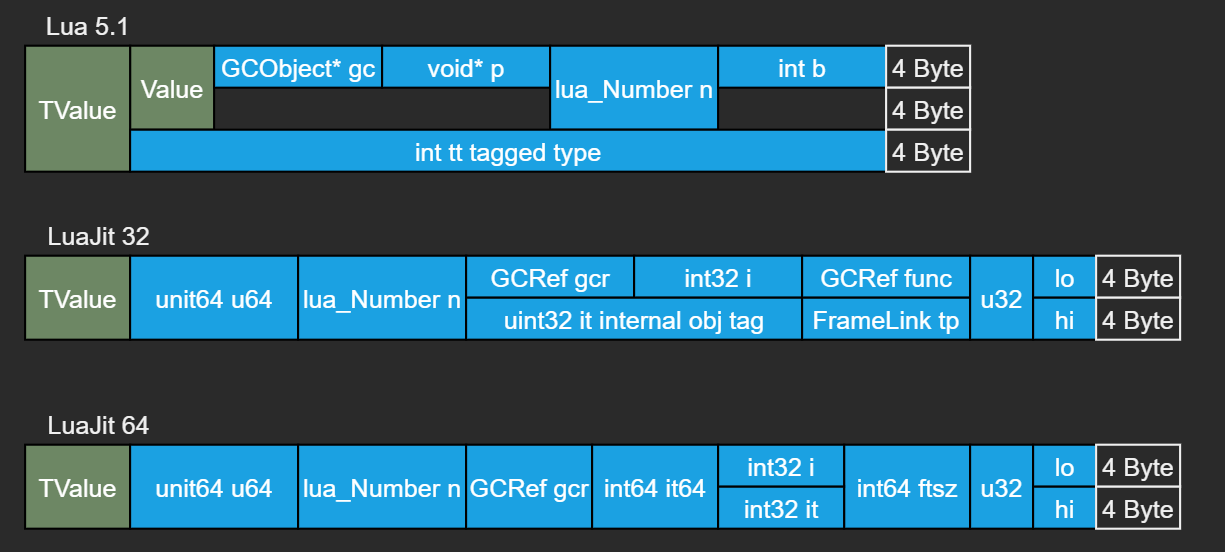 Lua 5.1
TValue
Value
GCObject* gc
void* p
lua_Number n
int b
4 Byte
4 Byte
int tt tagged type
4 Byte
LuaJit 32
TValue
unit64 u64
lua_Number n
GCRef gcr
int32 i
GCRef func
u32
lo
4 Byte
uint32 it internal obj tag
FrameLink tp
hi
4 Byte
LuaJit 64
TValue
unit64 u64
lua_Number n
GCRef gcr
int64 it64
int32 i
int32 it
int64 ftsz
u32
lo
4 Byte
hi
4 Byte